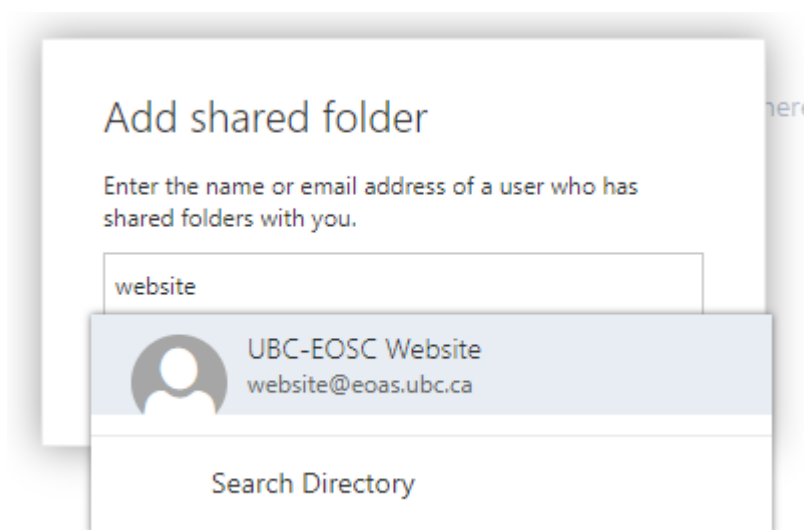 Add shared folder
Enter the name or email address of a user who has
shared folders with you.
website
UBC-EOSC Website
website@eoas.ubc.ca
Search Directory